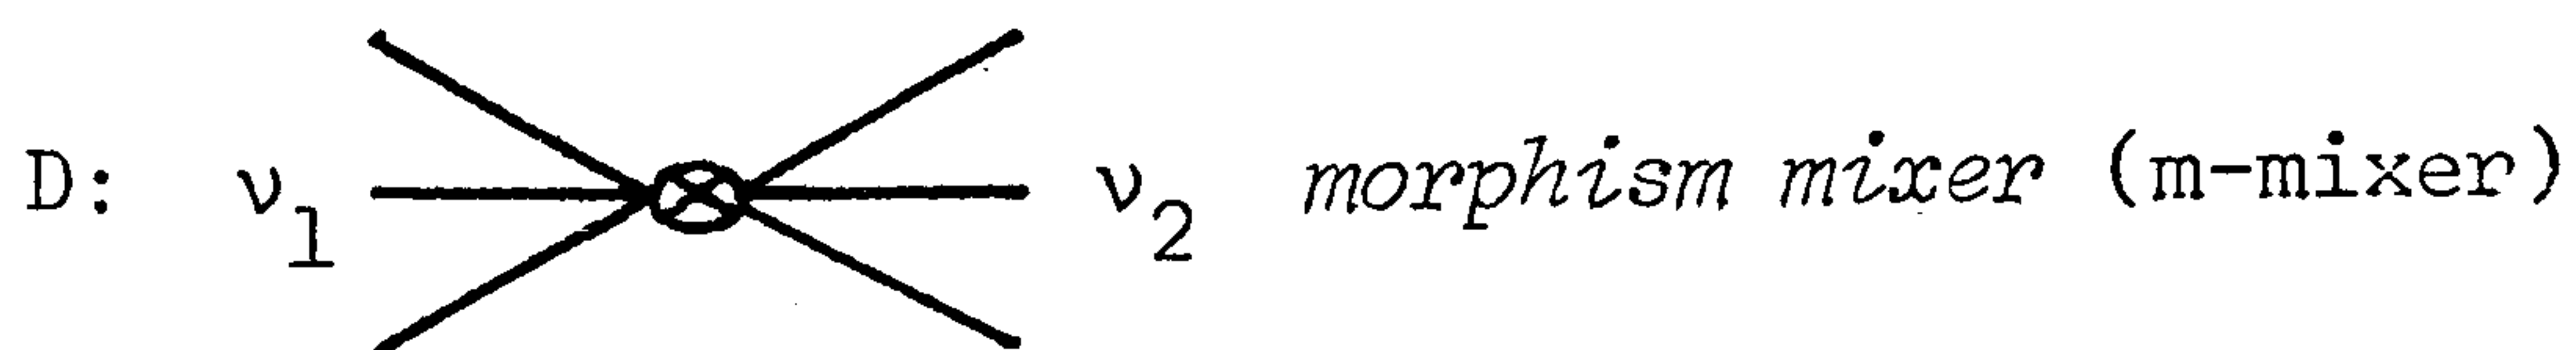 D: ν₁ ν₂ morphism mixer (m-mixer)